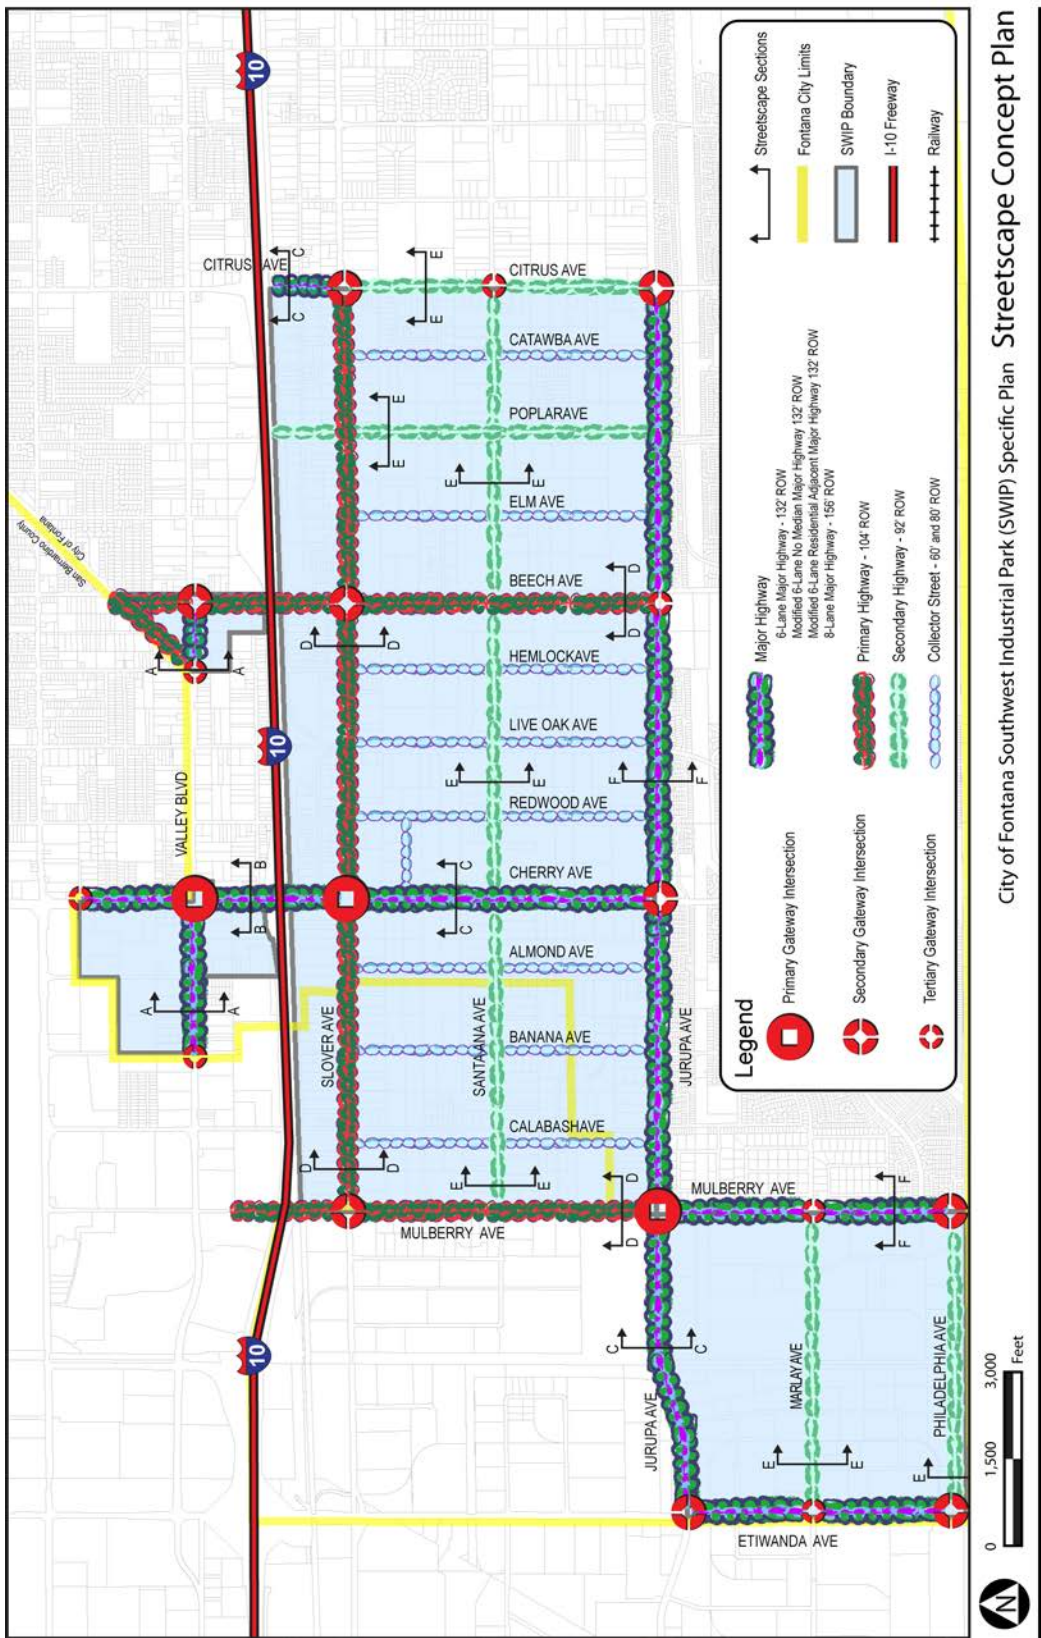 City of Fontana Southwest Industrial Park (SWIP) Specific Plan Streetscape Concept Plan
San Bernardino County
City of Fontana
VALLEY BLVD
10
10
10
CITRUS AVE
SLOVER AVE
SANTA ANA AVE
JURUPA AVE
JURUPA AVE
MULBERRY AVE
MULBERRY AVE
CALABASHAVE
BANANA AVE
ALMOND AVE
CHERRY AVE
REDWOOD AVE
LIVE OAK AVE
HEMLOCKAVE
BEECH AVE
ELM AVE
POPLARAVE
CATAWBA AVE
CITRUS AVE
MARLAY AVE
PHILADELPHIA AVE
ETIWANDA AVE
A
A
A
A
B
B
C
C
C
C
C
C
D
D
D
D
D
D
D
D
E
E
E
E
E
E
E
E
E
E
E
E
E
F
F
F
F
Legend
Primary Gateway Intersection
Secondary Gateway Intersection
Tertiary Gateway Intersection
Major Highway
6-Lane Major Highway - 132' ROW
Modified 6-Lane No Median Major Highway 132' ROW
Modified 6-Lane Residential Adjacent Major Highway 132' ROW
8-Lane Major Highway - 156' ROW
Primary Highway - 104' ROW
Secondary Highway - 92' ROW
Collector Street - 60' and 80' ROW
Streetscape Sections
Fontana City Limits
SWIP Boundary
I-10 Freeway
Railway
N
0 1,500 3,000
Feet